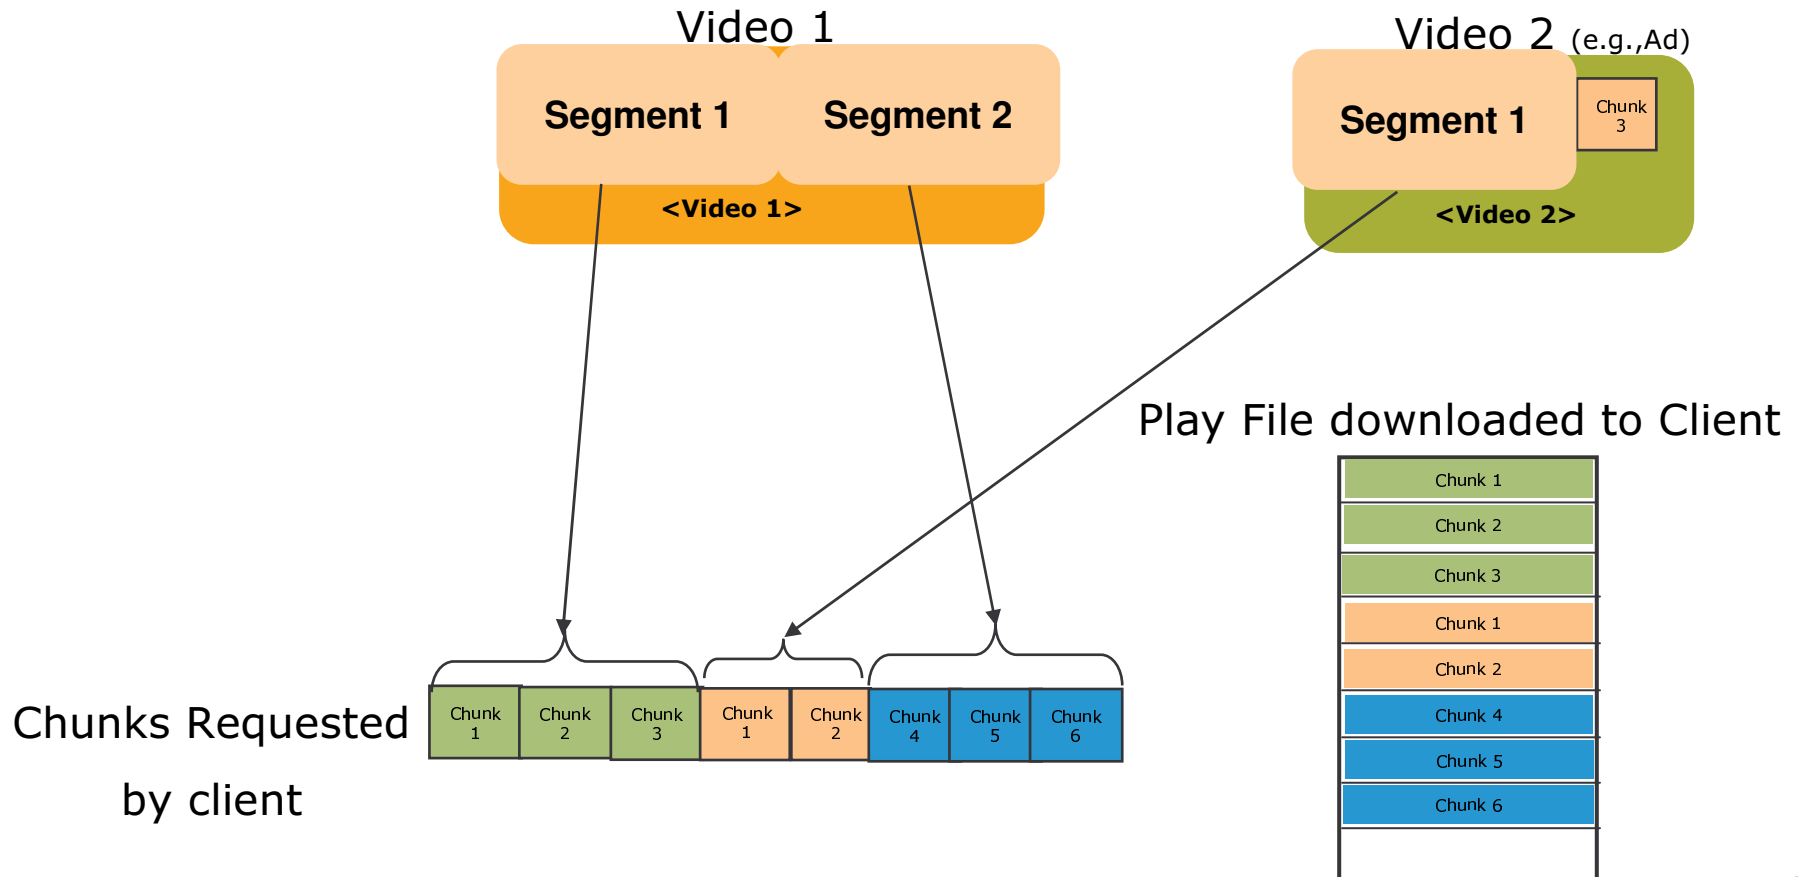 Video 1
Segment 1
Segment 2
<Video 1>
Video 2 (e.g.,Ad)
Segment 1
Chunk
3
<Video 2>
Chunks Requested
by client
Chunk
1
Chunk
2
Chunk
3
Chunk
1
Chunk
2
Chunk
4
Chunk
5
Chunk
6
Play File downloaded to Client
Chunk 1
Chunk 2
Chunk 3
Chunk 1
Chunk 2
Chunk 4
Chunk 5
Chunk 6